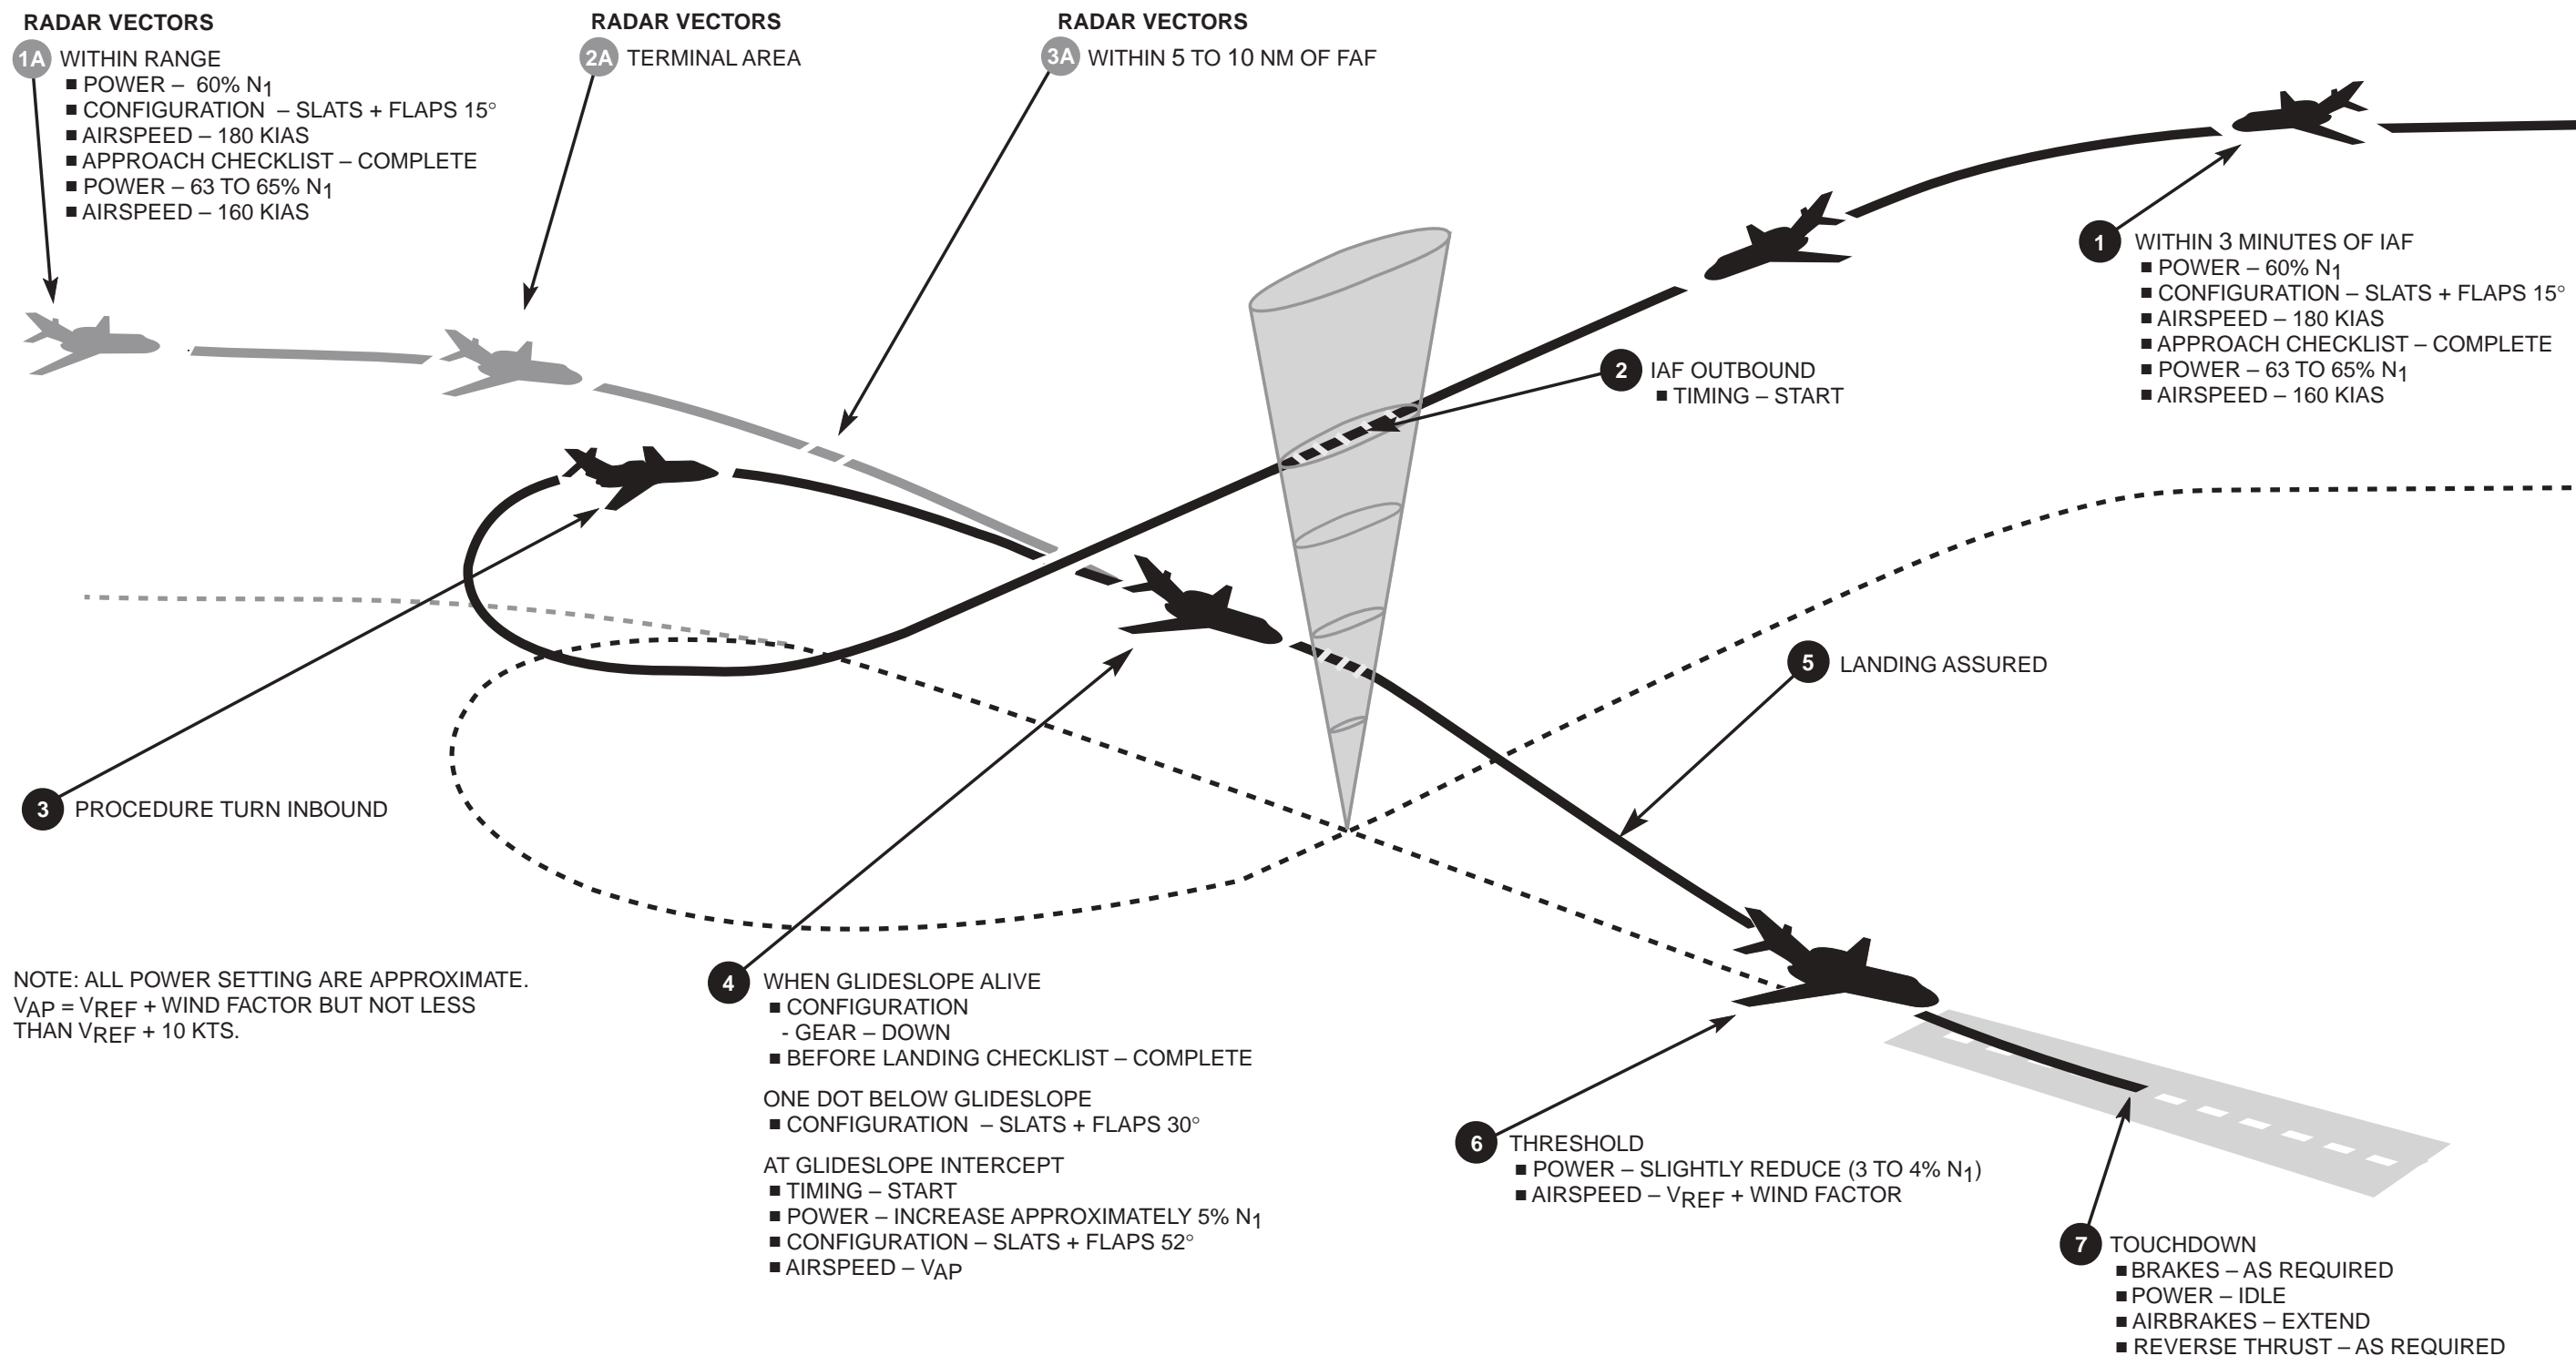 RADAR VECTORS
1A WITHIN RANGE
■ POWER – 60% N1
■ CONFIGURATION – SLATS + FLAPS 15°
■ AIRSPEED – 180 KIAS
■ APPROACH CHECKLIST – COMPLETE
■ POWER – 63 TO 65% N1
■ AIRSPEED – 160 KIAS
RADAR VECTORS
2A TERMINAL AREA
RADAR VECTORS
3A WITHIN 5 TO 10 NM OF FAF
1 WITHIN 3 MINUTES OF IAF
■ POWER – 60% N1
■ CONFIGURATION – SLATS + FLAPS 15°
■ AIRSPEED – 180 KIAS
■ APPROACH CHECKLIST – COMPLETE
■ POWER – 63 TO 65% N1
■ AIRSPEED – 160 KIAS
2 IAF OUTBOUND
■ TIMING – START
3 PROCEDURE TURN INBOUND
NOTE: ALL POWER SETTING ARE APPROXIMATE.
VAP = VREF + WIND FACTOR BUT NOT LESS
THAN VREF + 10 KTS.
4 WHEN GLIDESLOPE ALIVE
■ CONFIGURATION
- GEAR – DOWN
■ BEFORE LANDING CHECKLIST – COMPLETE
ONE DOT BELOW GLIDESLOPE
■ CONFIGURATION – SLATS + FLAPS 30°
AT GLIDESLOPE INTERCEPT
■ TIMING – START
■ POWER – INCREASE APPROXIMATELY 5% N1
■ CONFIGURATION – SLATS + FLAPS 52°
■ AIRSPEED – VAP
5 LANDING ASSURED
6 THRESHOLD
■ POWER – SLIGHTLY REDUCE (3 TO 4% N1)
■ AIRSPEED – VREF + WIND FACTOR
7 TOUCHDOWN
■ BRAKES – AS REQUIRED
■ POWER – IDLE
■ AIRBRAKES – EXTEND
■ REVERSE THRUST – AS REQUIRED